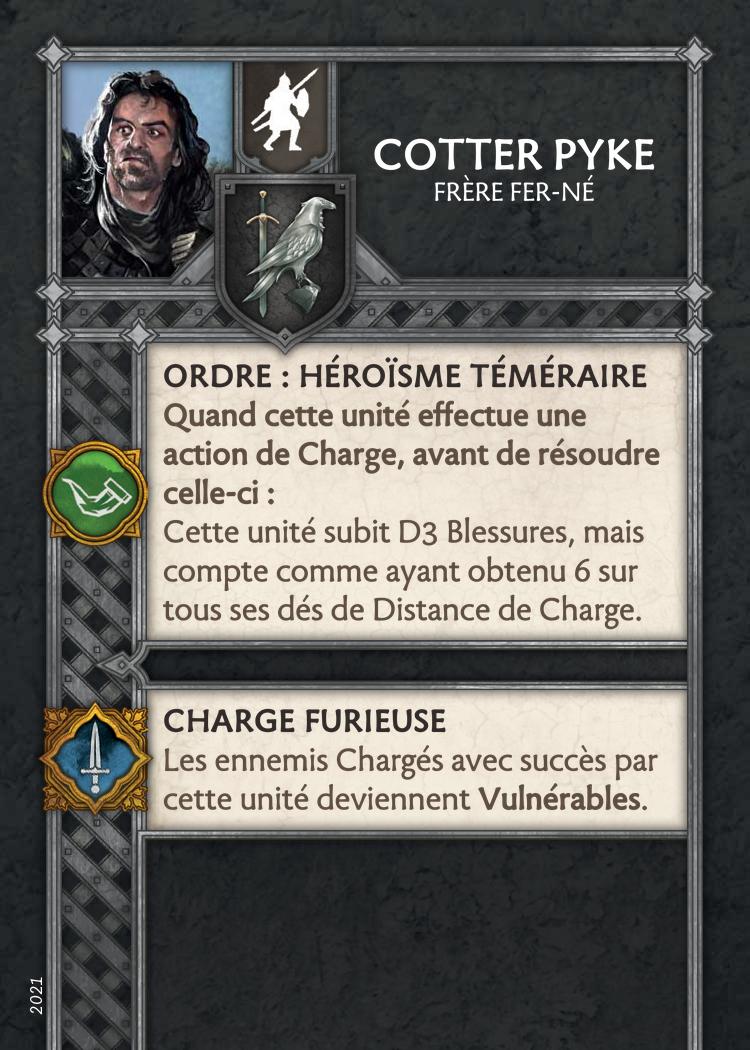 COTTER PYKE
FRÈRE FER-NÉ
ORDRE : HÉROÏSME TÉMÉRAIRE
Quand cette unité effectue une
action de Charge, avant de résoudre
celle-ci :
Cette unité subit D3 Blessures, mais
compte comme ayant obtenu 6 sur
tous ses dés de Distance de Charge.
CHARGE FURIEUSE
Les ennemis Chargés avec succès par
cette unité deviennent Vulnérables.
2021